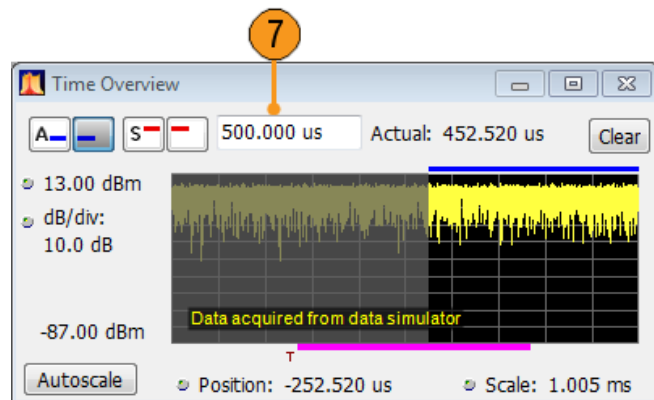 7
Time Overview
A S 500.000 us Actual: 452.520 us Clear
13.00 dBm
dB/div:
10.0 dB
Data acquired from data simulator
-87.00 dBm
T
Autoscale Position: -252.520 us Scale: 1.005 ms